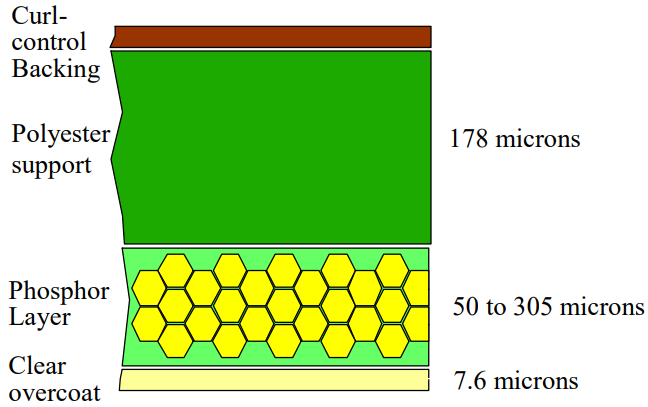 Curl-
control
Backing
Polyester
support
178 microns
Phosphor
Layer
50 to 305 microns
Clear
overcoat
7.6 microns